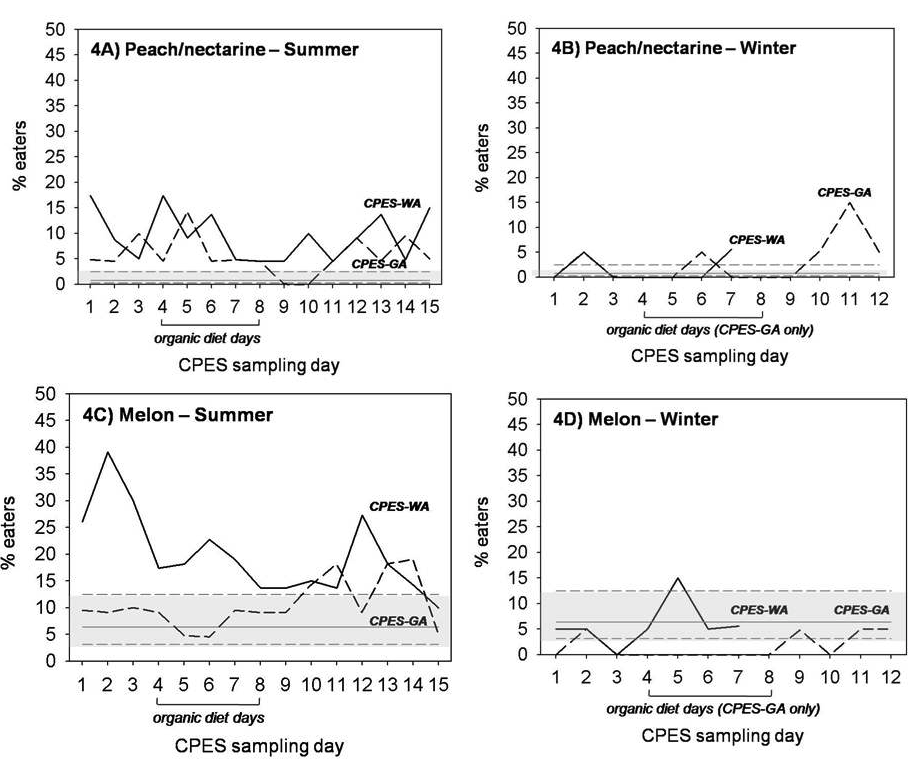 4A) Peach/nectarine – Summer
% eaters
50
45
40
35
30
25
20
15
10
5
0
CPES-WA
CPES-GA
1 2 3 4 5 6 7 8 9 10 11 12 13 14 15
organic diet days
CPES sampling day
4B) Peach/nectarine – Winter
% eaters
50
45
40
35
30
25
20
15
10
5
0
CPES-GA
CPES-WA
1 2 3 4 5 6 7 8 9 10 11 12
organic diet days (CPES-GA only)
CPES sampling day
4C) Melon – Summer
% eaters
50
45
40
35
30
25
20
15
10
5
0
CPES-WA
CPES-GA
1 2 3 4 5 6 7 8 9 10 11 12 13 14 15
organic diet days
CPES sampling day
4D) Melon – Winter
% eaters
50
45
40
35
30
25
20
15
10
5
0
CPES-WA CPES-GA
1 2 3 4 5 6 7 8 9 10 11 12
organic diet days (CPES-GA only)
CPES sampling day